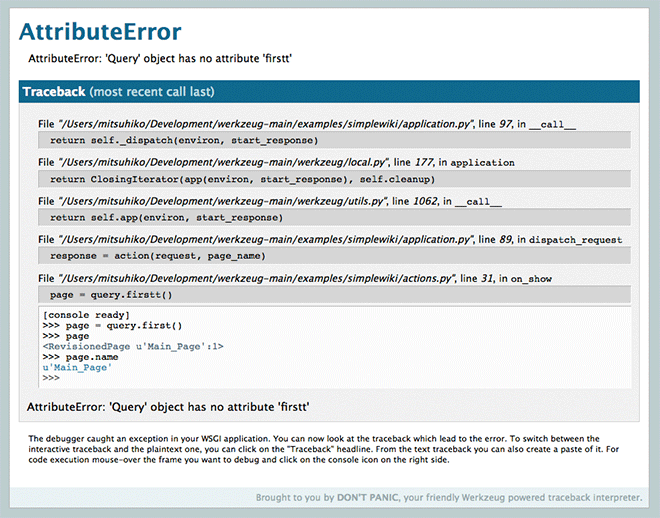 AttributeError
AttributeError: 'Query' object has no attribute 'firstt'
Traceback (most recent call last)
File "/Users/mitsuhiko/Development/werkzeug-main/examples/simplewiki/application.py", line 97, in __call__
return self._dispatch(environ, start_response)
File "/Users/mitsuhiko/Development/werkzeug-main/werkzeug/local.py", line 177, in application
return ClosingIterator(app(environ, start_response), self.cleanup)
File "/Users/mitsuhiko/Development/werkzeug-main/werkzeug/utils.py", line 1062, in __call__
return self.app(environ, start_response)
File "/Users/mitsuhiko/Development/werkzeug-main/examples/simplewiki/application.py", line 89, in dispatch_request
response = action(request, page_name)
File "/Users/mitsuhiko/Development/werkzeug-main/examples/simplewiki/actions.py", line 31, in on_show
page = query.firstt()
[console ready]
>>> page = query.first()
>>> page
<RevisionedPage u'Main_Page':1>
>>> page.name
u'Main_Page'
>>>
AttributeError: 'Query' object has no attribute 'firstt'
The debugger caught an exception in your WSGI application. You can now look at the traceback which lead to the error. To switch between the
interactive traceback and the plaintext one, you can click on the "Traceback" headline. From the text traceback you can also create a paste of it. For
code execution mouse-over the frame you want to debug and click on the console icon on the right side.
Brought to you by DON'T PANIC, your friendly Werkzeug powered traceback interpreter.